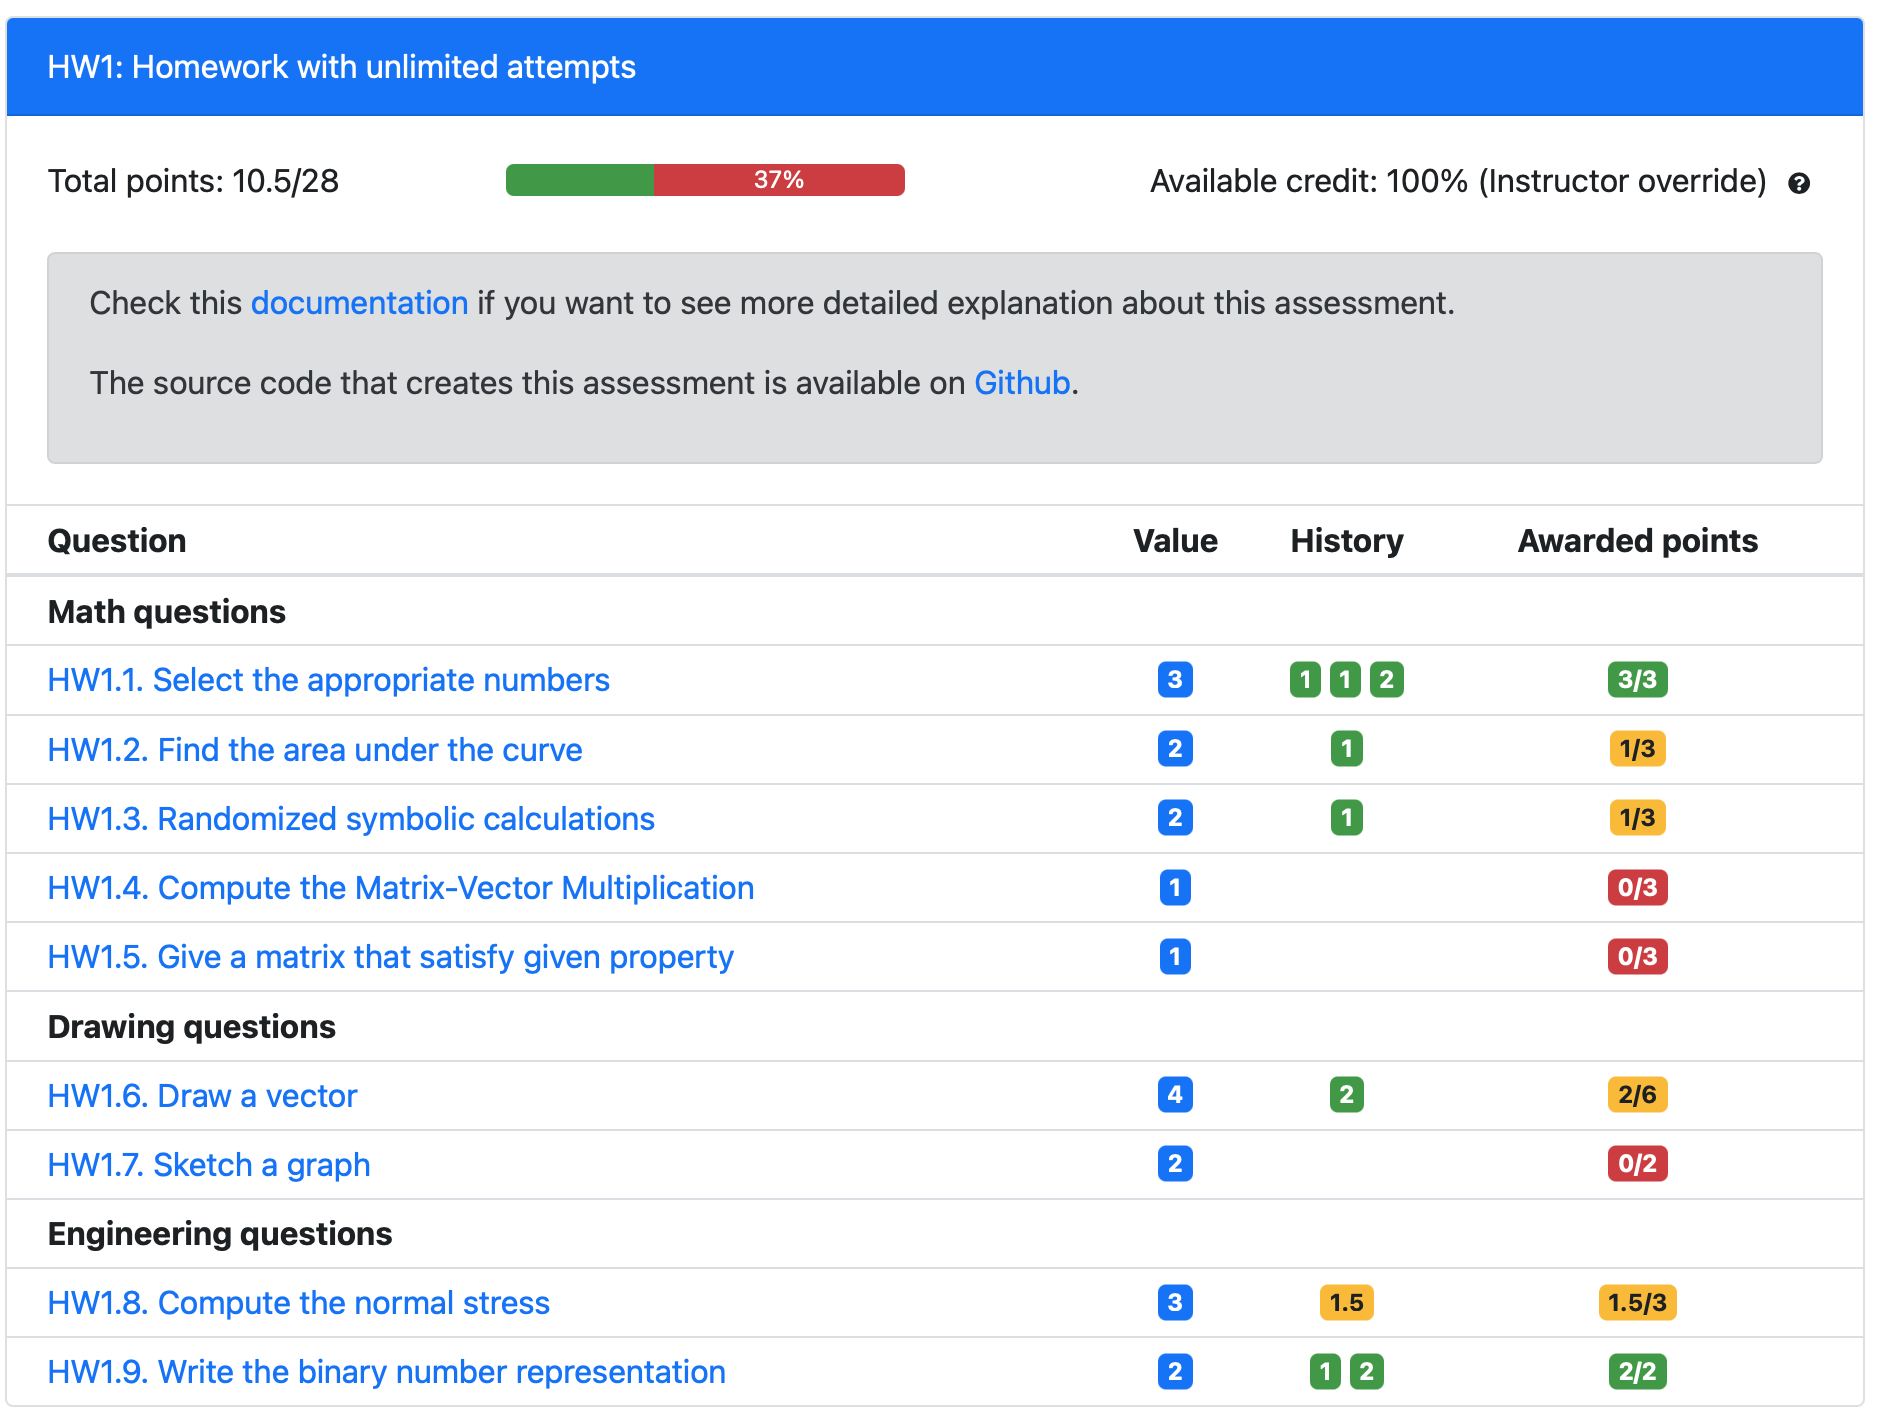 HW1: Homework with unlimited attempts
Total points: 10.5/28 37% Available credit: 100% (Instructor override) ?
Check this documentation if you want to see more detailed explanation about this assessment.
The source code that creates this assessment is available on Github.
Question Value History Awarded points
Math questions
HW1.1. Select the appropriate numbers 3 1 1 2 3/3
HW1.2. Find the area under the curve 2 1 1/3
HW1.3. Randomized symbolic calculations 2 1 1/3
HW1.4. Compute the Matrix-Vector Multiplication 1 0/3
HW1.5. Give a matrix that satisfy given property 1 0/3
Drawing questions
HW1.6. Draw a vector 4 2 2/6
HW1.7. Sketch a graph 2 0/2
Engineering questions
HW1.8. Compute the normal stress 3 1.5 1.5/3
HW1.9. Write the binary number representation 2 1 2 2/2